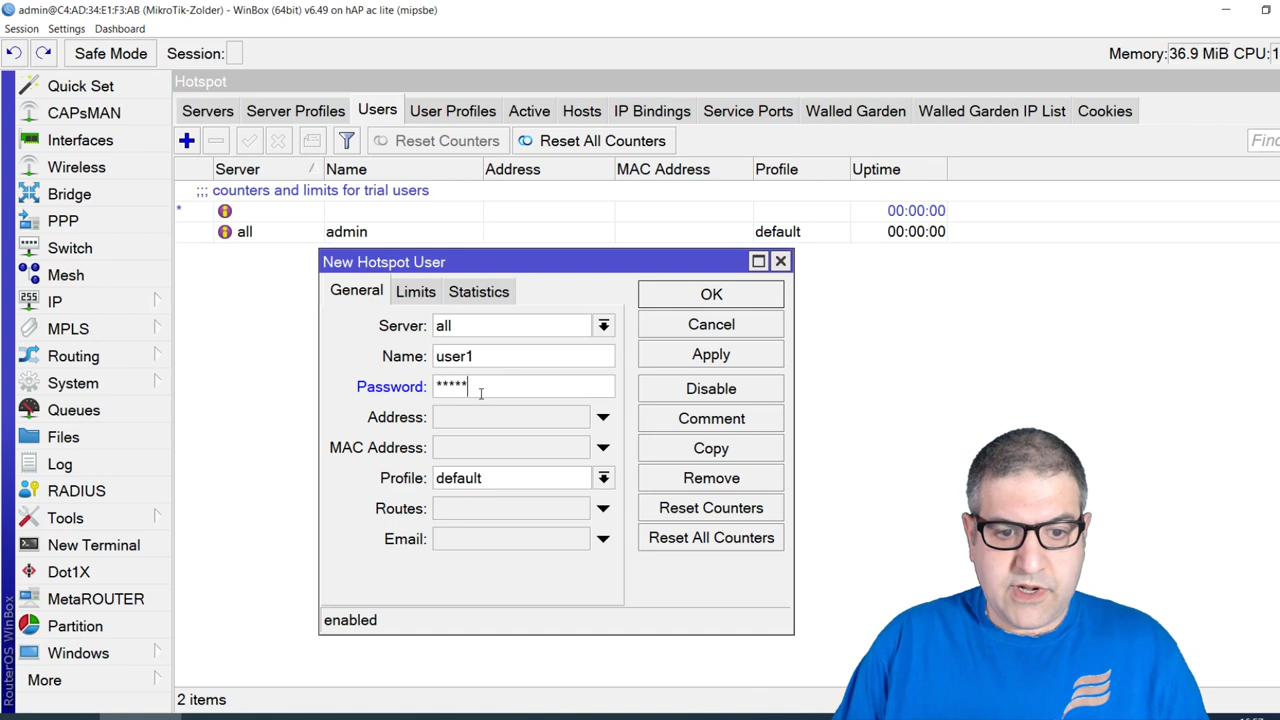 admin@C4:AD:34:E1:F3:AB (MikroTik-Zolder) - WinBox (64bit) v6.49 on hAP ac lite (mipsbe)
Session Settings Dashboard
Safe Mode Session: Memory: 36.9 MiB CPU: 1
Quick Set
CAPsMAN
Interfaces
Wireless
Bridge
PPP
Switch
Mesh
255 IP
MPLS
Routing
System
Queues
Files
Log
RADIUS
Tools
New Terminal
Dot1X
MetaROUTER
Partition
Windows
More
RouterOS WinBox
Hotspot
Servers Server Profiles Users User Profiles Active Hosts IP Bindings Service Ports Walled Garden Walled Garden IP List Cookies
Reset Counters Reset All Counters Find
Server Name Address MAC Address Profile Uptime
;;; counters and limits for trial users
* 00:00:00
all admin default 00:00:00
New Hotspot User
General Limits Statistics
Server: all
Name: user1
Password: *****
Address:
MAC Address:
Profile: default
Routes:
Email:
OK
Cancel
Apply
Disable
Comment
Copy
Remove
Reset Counters
Reset All Counters
enabled
2 items